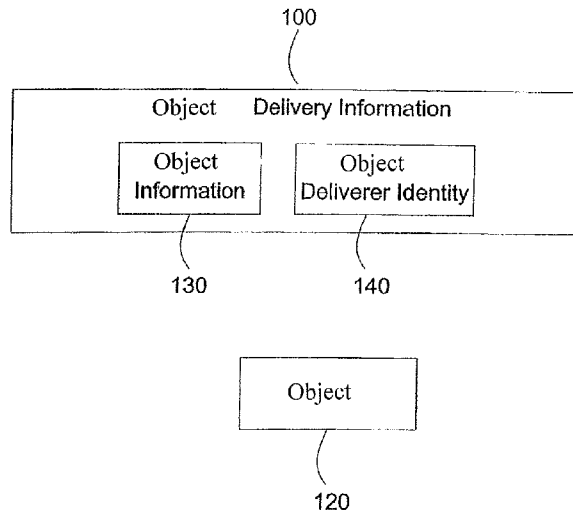 100
Object Delivery Information
Object
Information
Object
Deliverer Identity
130
140
Object
120